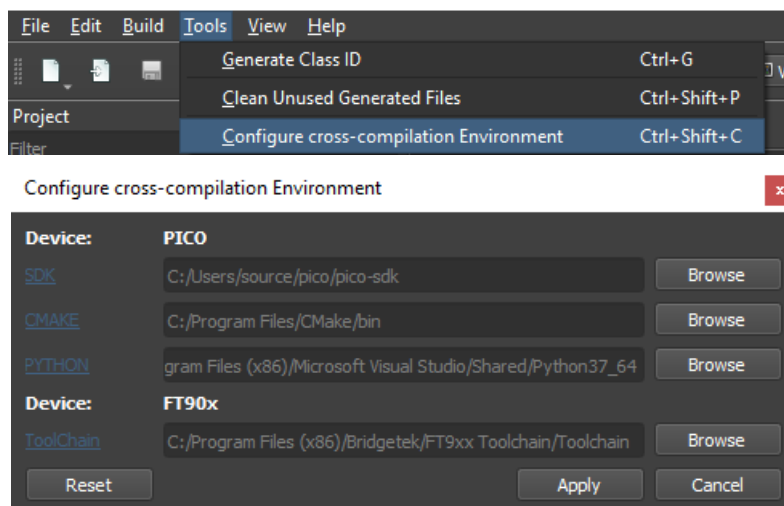 File Edit Build Tools View Help
Generate Class ID Ctrl+G
Clean Unused Generated Files Ctrl+Shift+P
Project
Configure cross-compilation Environment Ctrl+Shift+C
Filter
Configure cross-compilation Environment x
Device: PICO
SDK C:/Users/source/pico/pico-sdk Browse
CMAKE C:/Program Files/CMake/bin Browse
PYTHON gram Files (x86)/Microsoft Visual Studio/Shared/Python37_64 Browse
Device: FT90x
ToolChain C:/Program Files (x86)/Bridgetek/FT9xx Toolchain/Toolchain Browse
Reset Apply Cancel